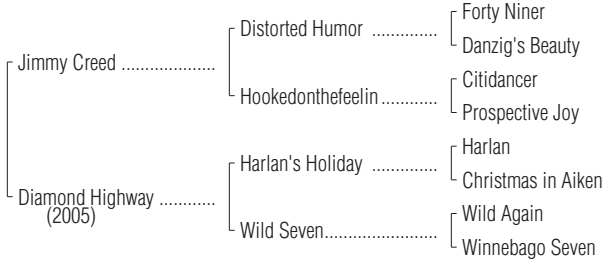 Forty Niner
Distorted Humor ..............
Danzig's Beauty
Jimmy Creed ....................
Citidancer
Hookedonthefeelin ............
Prospective Joy
Harlan
Harlan's Holiday ..............
Christmas in Aiken
Diamond Highway ............
(2005)
Wild Again
Wild Seven........................
Winnebago Seven